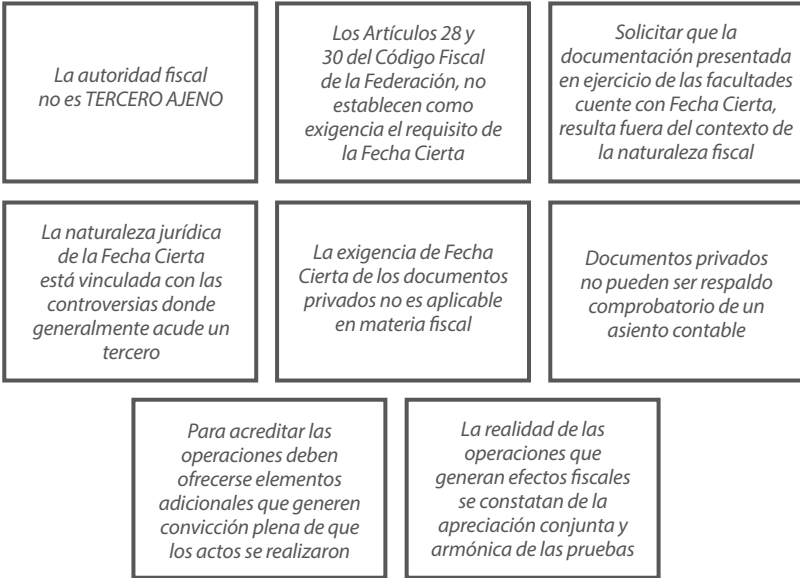 La autoridad fiscal
no es TERCERO AJENO
Los Artículos 28 y
30 del Código Fiscal
de la Federación, no
establecen como
exigencia el requisito de
la Fecha Cierta
Solicitar que la
documentación presentada
en ejercicio de las facultades
cuente con Fecha Cierta,
resulta fuera del contexto de
la naturaleza fiscal
La naturaleza jurídica
de la Fecha Cierta
está vinculada con las
controversias donde
generalmente acude un
tercero
La exigencia de Fecha
Cierta de los documentos
privados no es aplicable
en materia fiscal
Documentos privados
no pueden ser respaldo
comprobatorio de un
asiento contable
Para acreditar las
operaciones deben
ofrecerse elementos
adicionales que generen
convicción plena de que
los actos se realizaron
La realidad de las
operaciones que
generan efectos fiscales
se constatan de la
apreciación conjunta y
armónica de las pruebas